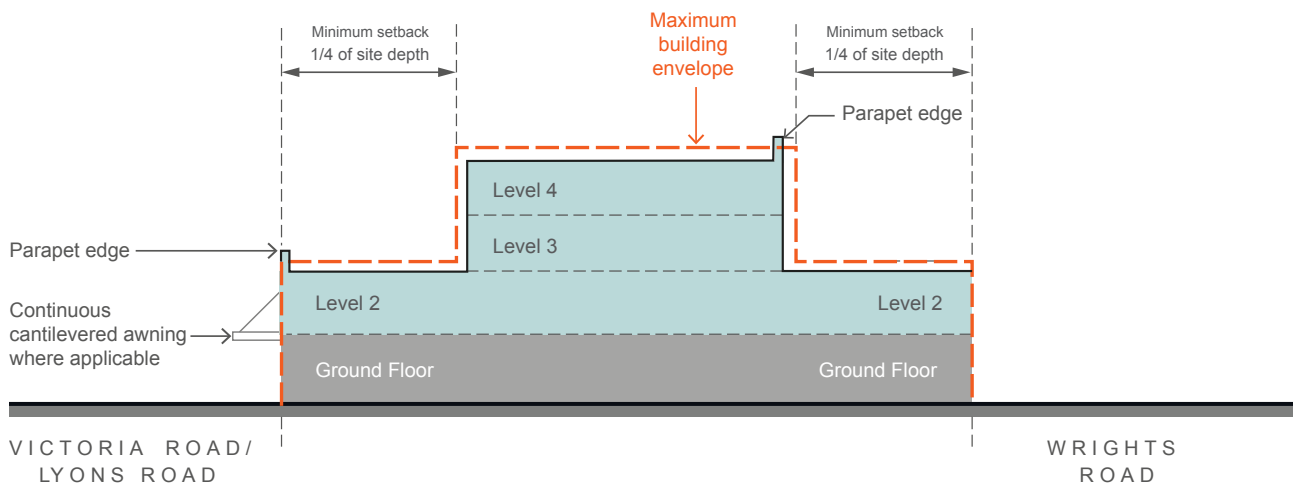 Minimum setback
1/4 of site depth
Maximum
building
envelope
Minimum setback
1/4 of site depth
Parapet edge
Level 4
Level 3
Parapet edge
Level 2
Level 2
Continuous
cantilevered awning
where applicable
Ground Floor
Ground Floor
VICTORIA ROAD/
LYONS ROAD
WRIGHTS
ROAD